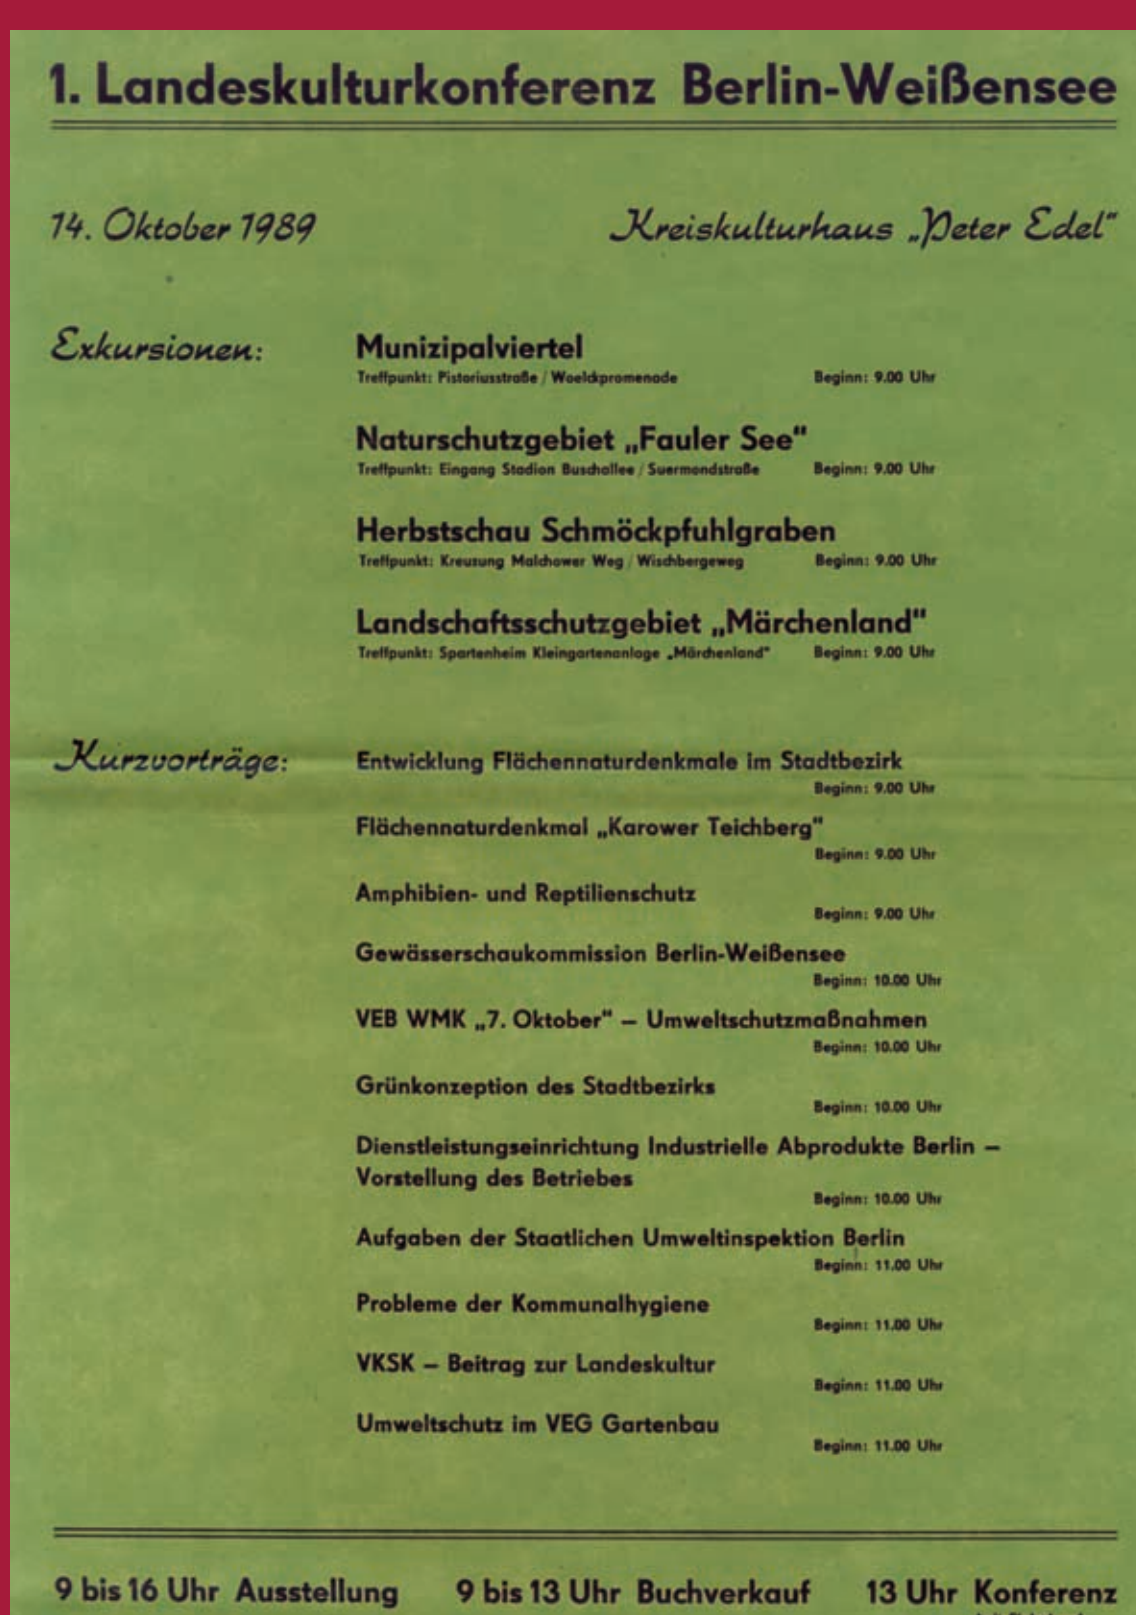 1. Landeskulturkonferenz Berlin-Weißensee
14. Oktober 1989 Kreiskulturhaus „Peter Edel“
Exkursionen: Munizipalviertel
Treffpunkt: Pistoriusstraße / Woelckpromenade Beginn: 9.00 Uhr
Naturschutzgebiet „Fauler See“
Treffpunkt: Eingang Stadion Buschallee / Suermondstraße Beginn: 9.00 Uhr
Herbstschau Schmöckpfuhlgraben
Treffpunkt: Kreuzung Malchower Weg / Wischbergeweg Beginn: 9.00 Uhr
Landschaftsschutzgebiet „Märchenland“
Treffpunkt: Spartenheim Kleingartenanlage „Märchenland“ Beginn: 9.00 Uhr
Kurzvorträge: Entwicklung Flächennaturdenkmale im Stadtbezirk
Beginn: 9.00 Uhr
Flächennaturdenkmal „Karower Teichberg“
Beginn: 9.00 Uhr
Amphibien- und Reptilienschutz
Beginn: 9.00 Uhr
Gewässerschaukommission Berlin-Weißensee
Beginn: 10.00 Uhr
VEB WMK „7. Oktober“ – Umweltschutzmaßnahmen
Beginn: 10.00 Uhr
Grünkonzeption des Stadtbezirks
Beginn: 10.00 Uhr
Dienstleistungseinrichtung Industrielle Abprodukte Berlin –
Vorstellung des Betriebes
Beginn: 10.00 Uhr
Aufgaben der Staatlichen Umweltinspektion Berlin
Beginn: 11.00 Uhr
Probleme der Kommunalhygiene
Beginn: 11.00 Uhr
VKSK – Beitrag zur Landeskultur
Beginn: 11.00 Uhr
Umweltschutz im VEG Gartenbau
Beginn: 11.00 Uhr
9 bis 16 Uhr Ausstellung 9 bis 13 Uhr Buchverkauf 13 Uhr Konferenz